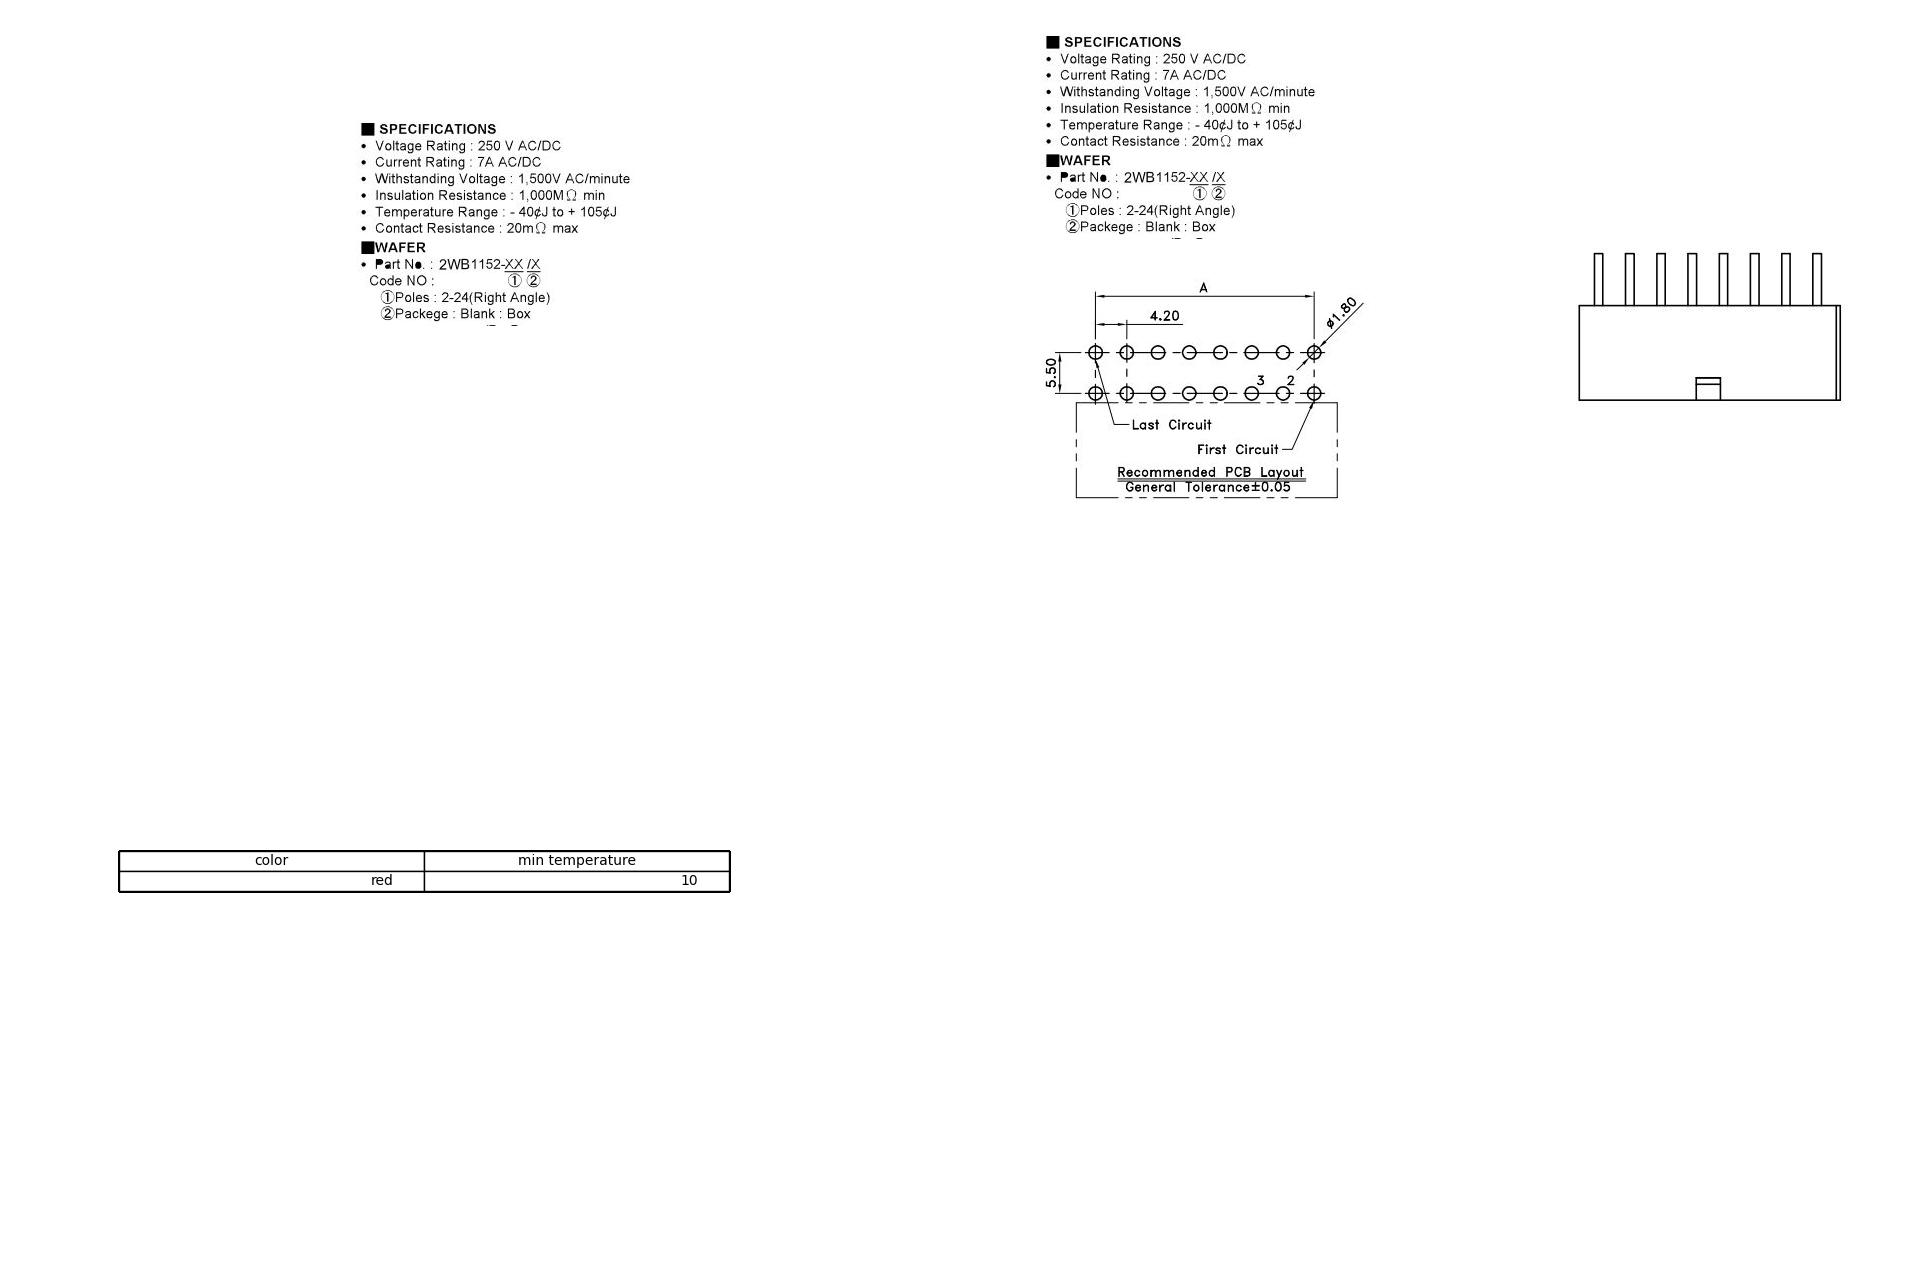 ■ SPECIFICATIONS
• Voltage Rating : 250 V AC/DC
• Current Rating : 7A AC/DC
• Withstanding Voltage : 1,500V AC/minute
• Insulation Resistance : 1,000MΩ min
• Temperature Range : - 40¢J to + 105¢J
• Contact Resistance : 20mΩ max
■WAFER
• Part No. : 2WB1152-XX /X
Code NO : ① ②
①Poles : 2-24(Right Angle)
②Packege : Blank : Box
■ SPECIFICATIONS
• Voltage Rating : 250 V AC/DC
• Current Rating : 7A AC/DC
• Withstanding Voltage : 1,500V AC/minute
• Insulation Resistance : 1,000MΩ min
• Temperature Range : - 40¢J to + 105¢J
• Contact Resistance : 20mΩ max
■WAFER
• Part No. : 2WB1152-XX /X
Code NO : ① ②
①Poles : 2-24(Right Angle)
②Packege : Blank : Box
A
4.20
ø1.80
5.50
3 2
Last Circuit
First Circuit
Recommended PCB Layout
General Tolerance±0.05
color min temperature
red 10